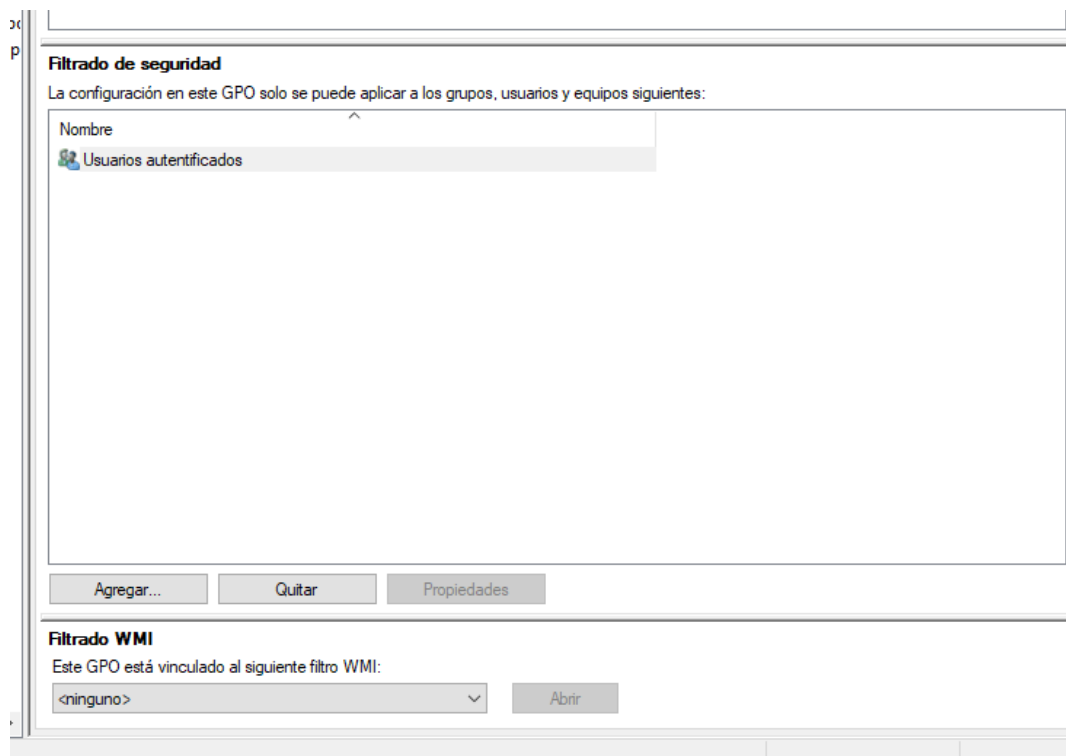 Filtrado de seguridad
La configuración en este GPO solo se puede aplicar a los grupos, usuarios y equipos siguientes:
Nombre
Usuarios autentificados
Agregar...
Quitar
Propiedades
Filtrado WMI
Este GPO está vinculado al siguiente filtro WMI:
<ninguno>
Abrir